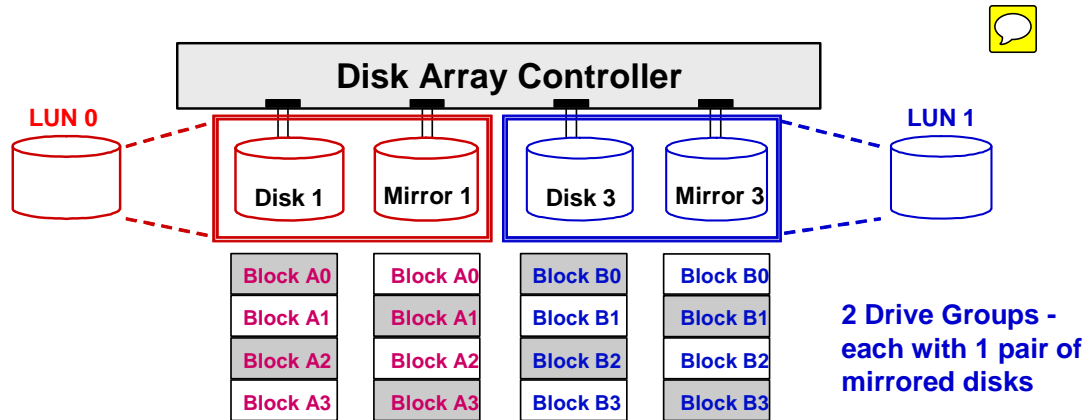 Disk Array Controller
LUN 0
LUN 1
Disk 1
Mirror 1
Disk 3
Mirror 3
Block A0
Block A0
Block B0
Block B0
Block A1
Block A1
Block B1
Block B1
Block A2
Block A2
Block B2
Block B2
Block A3
Block A3
Block B3
Block B3
2 Drive Groups -
each with 1 pair of
mirrored disks